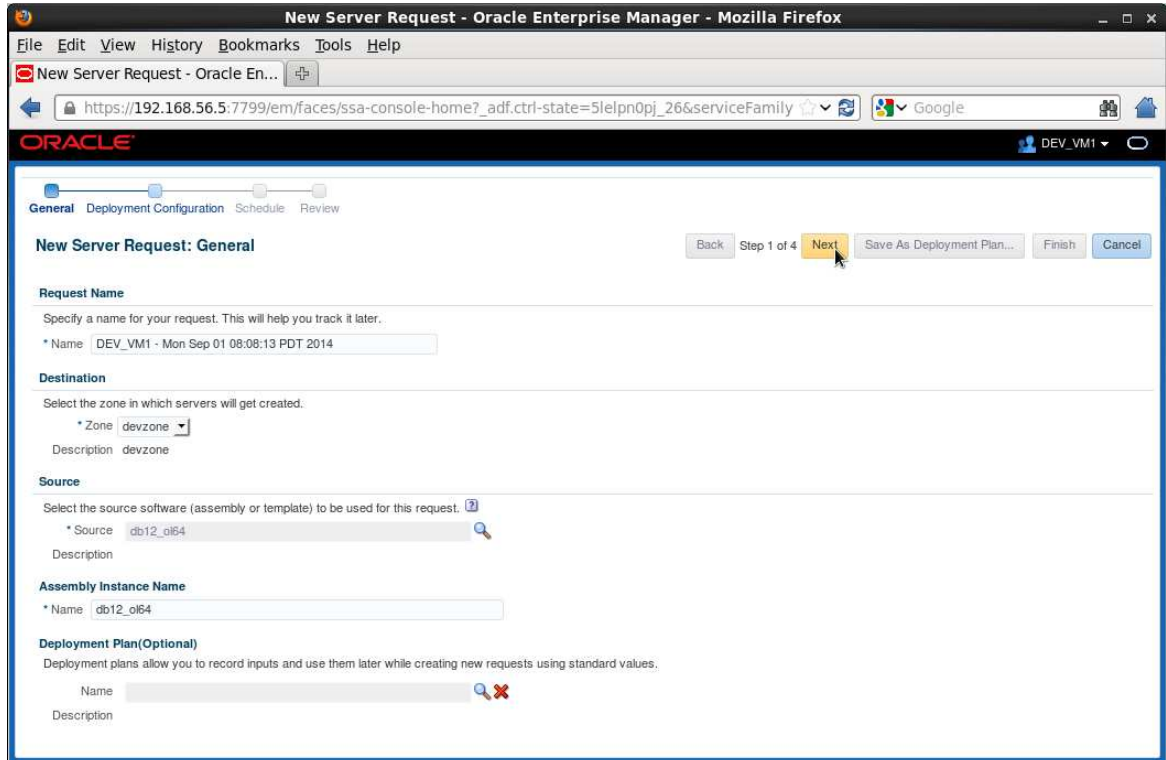 New Server Request - Oracle Enterprise Manager - Mozilla Firefox
File Edit View History Bookmarks Tools Help
New Server Request - Oracle En...
https://192.168.56.5:7799/em/faces/ssa-console-home?_adf.ctrl-state=5lelpn0pj_26&serviceFamily Google
ORACLE DEV_VM1
General Deployment Configuration Schedule Review
New Server Request: General Back Step 1 of 4 Next Save As Deployment Plan... Finish Cancel
Request Name
Specify a name for your request. This will help you track it later.
* Name DEV_VM1 - Mon Sep 01 08:08:13 PDT 2014
Destination
Select the zone in which servers will get created.
* Zone devzone
Description devzone
Source
Select the source software (assembly or template) to be used for this request. ?
* Source db12_ol64
Description
Assembly Instance Name
* Name db12_ol64
Deployment Plan(Optional)
Deployment plans allow you to record inputs and use them later while creating new requests using standard values.
Name
Description